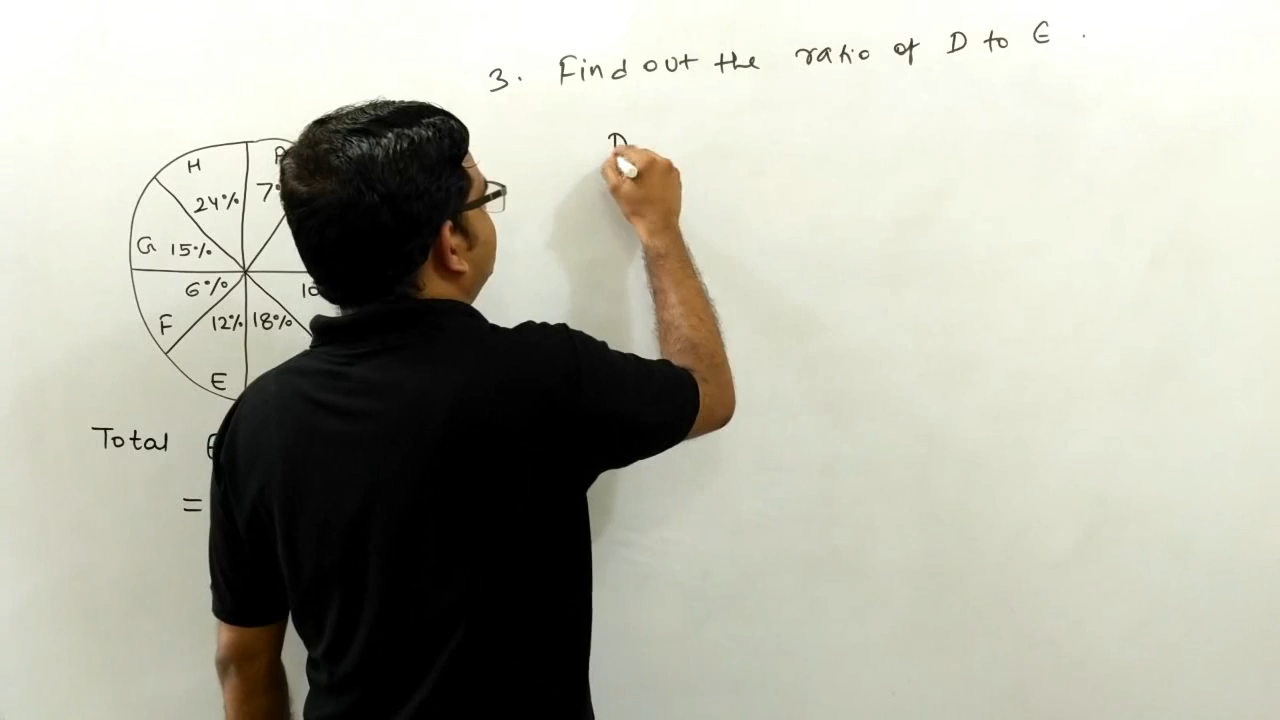 3. Find out the ratio of D to E.
D
H
24%
7
G 15%
6%
10
F
12% 18%
E
Total
=